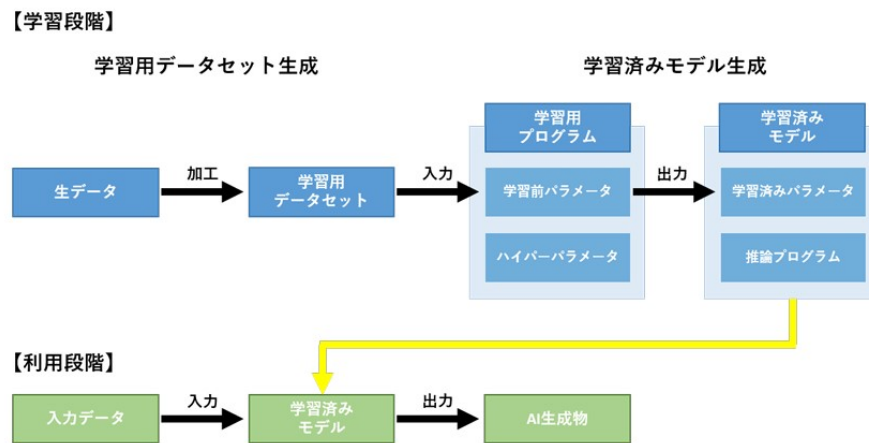 【学習段階】
学習用データセット生成
学習済みモデル生成
学習用
プログラム
学習済み
モデル
生データ
加工
学習用
データセット
入力
学習前パラメータ
出力
学習済みパラメータ
ハイパーパラメータ
推論プログラム
【利用段階】
入力データ
入力
学習済み
モデル
出力
AI生成物